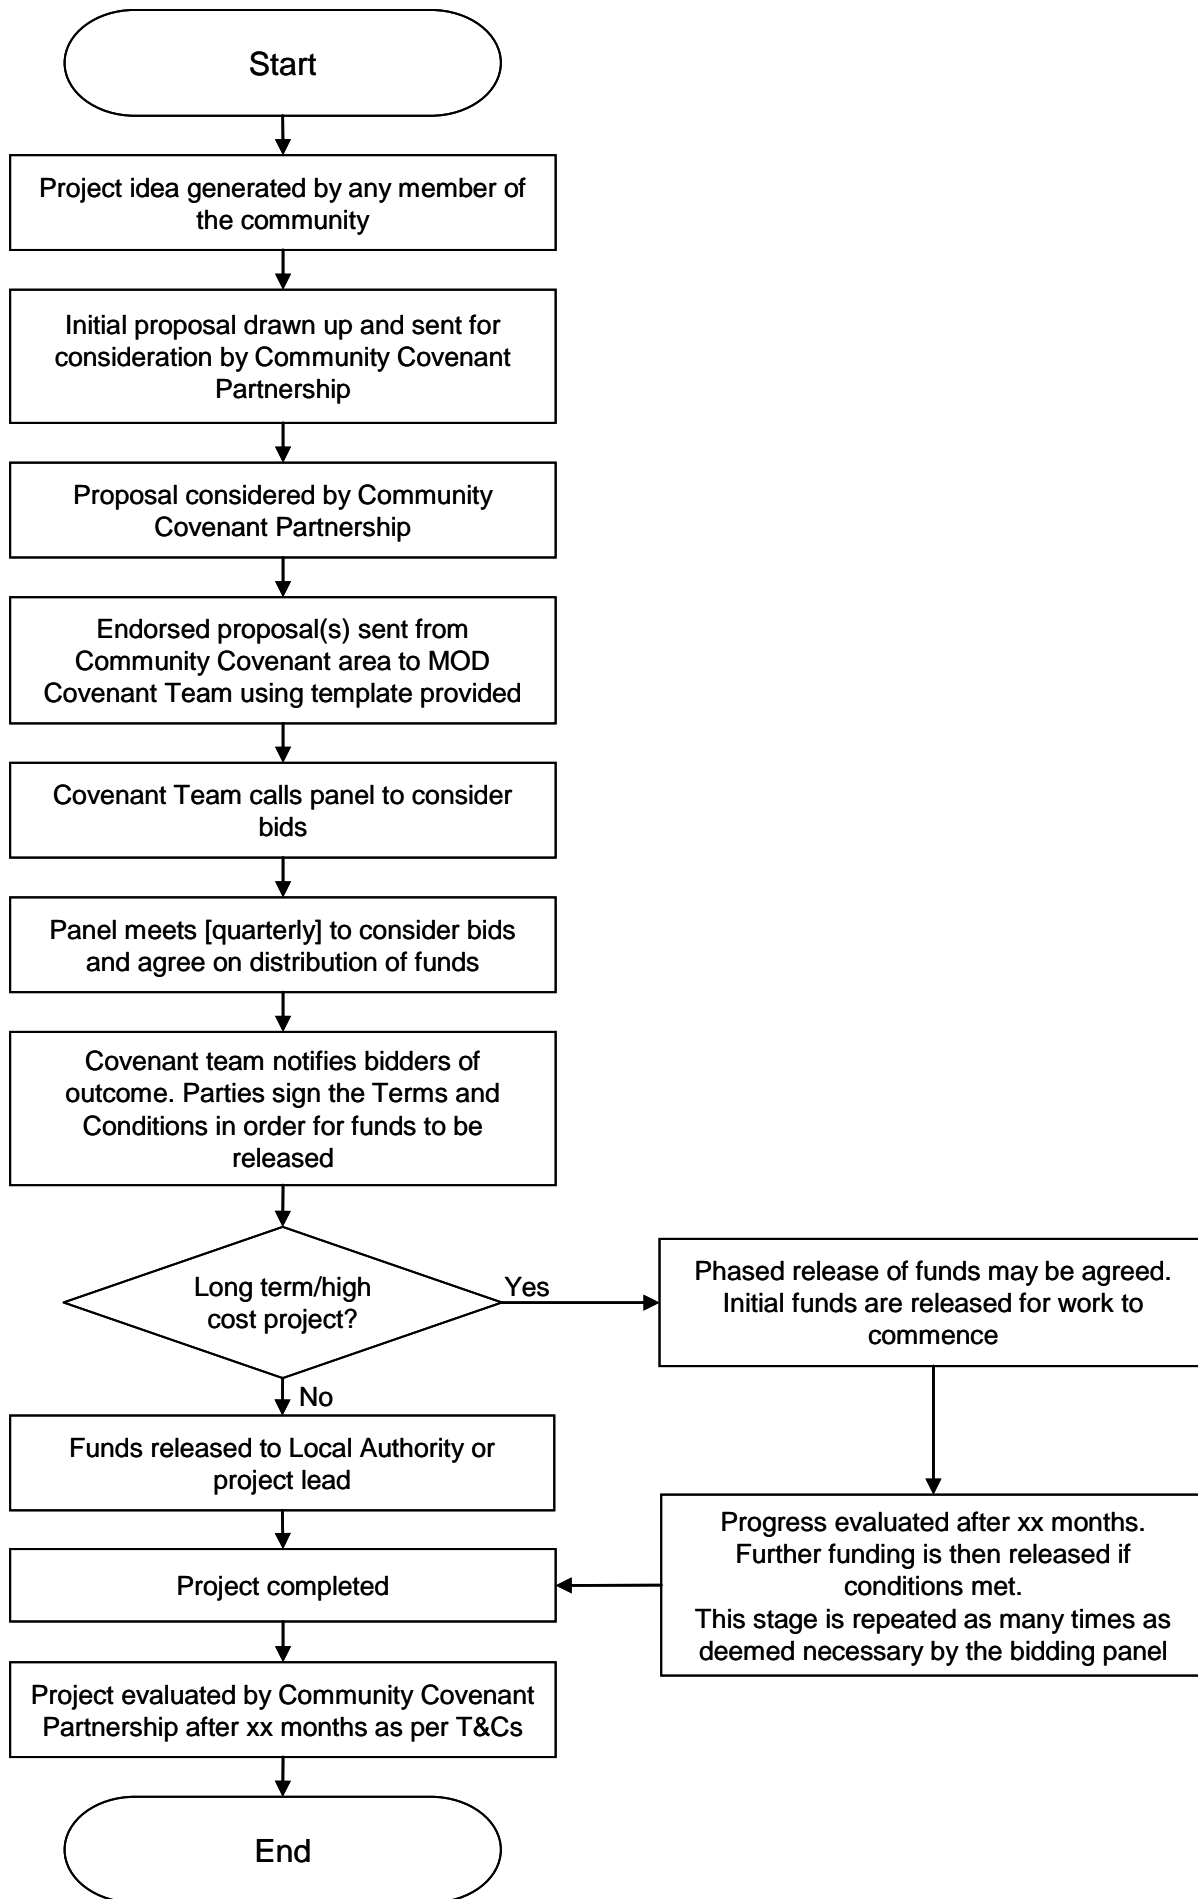 Start
Project idea generated by any member of
the community
Initial proposal drawn up and sent for
consideration by Community Covenant
Partnership
Proposal considered by Community
Covenant Partnership
Endorsed proposal(s) sent from
Community Covenant area to MOD
Covenant Team using template provided
Covenant Team calls panel to consider
bids
Panel meets [quarterly] to consider bids
and agree on distribution of funds
Covenant team notifies bidders of
outcome. Parties sign the Terms and
Conditions in order for funds to be
released
Long term/high
cost project?
Yes
Phased release of funds may be agreed.
Initial funds are released for work to
commence
No
Funds released to Local Authority or
project lead
Progress evaluated after xx months.
Further funding is then released if
conditions met.
This stage is repeated as many times as
deemed necessary by the bidding panel
Project completed
Project evaluated by Community Covenant
Partnership after xx months as per T&Cs
End